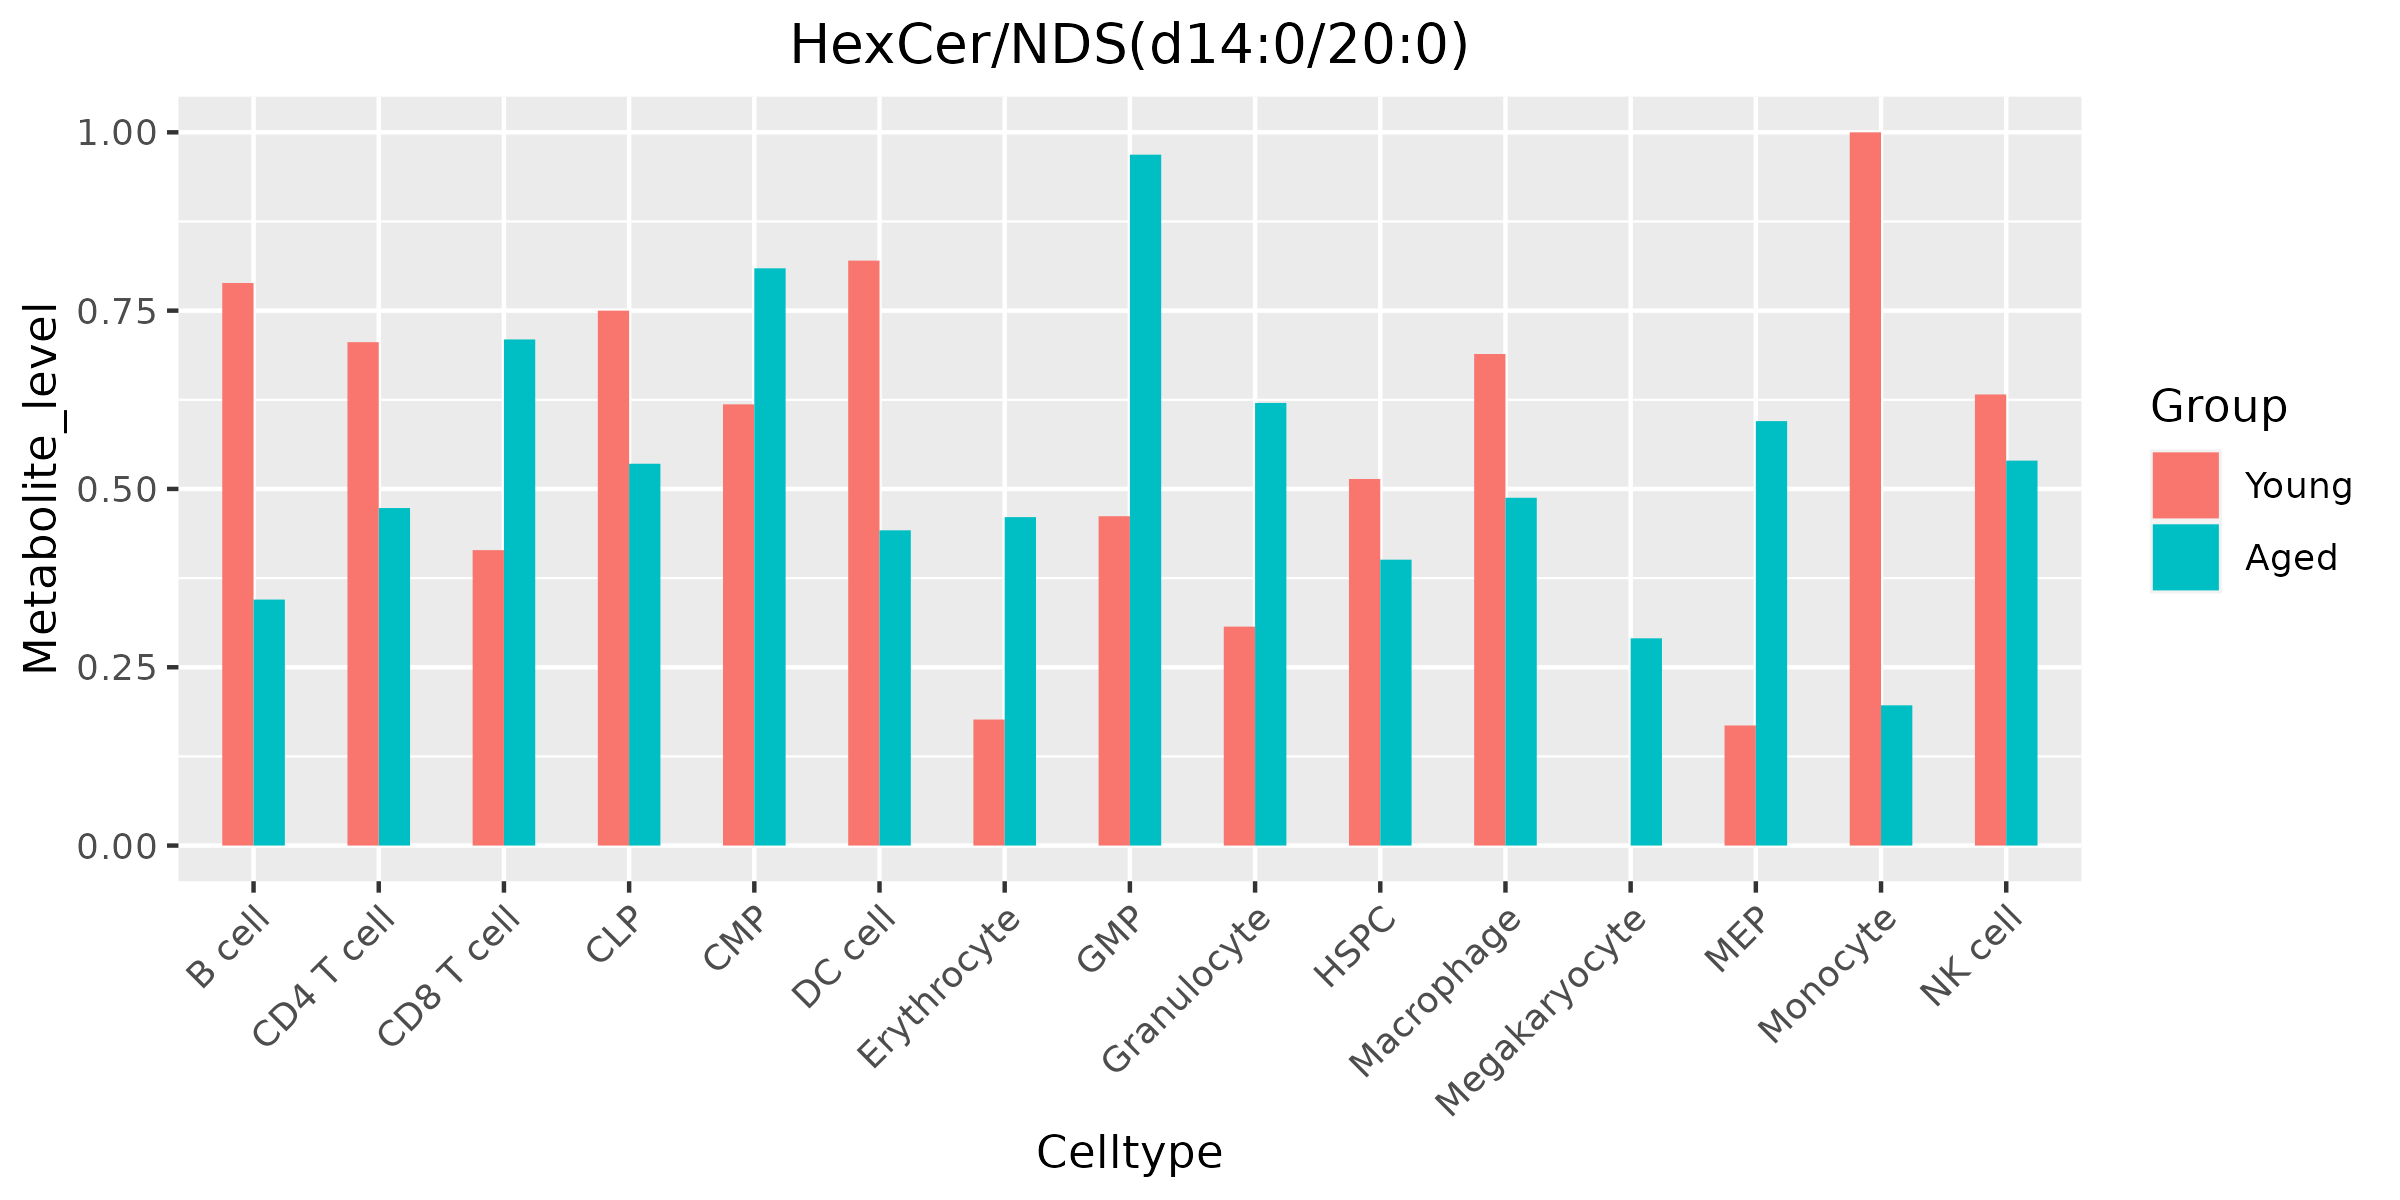 HexCer/NDS(d14:0/20:0)
Metabolite_level
1.00
0.75
0.50
0.25
0.00
B cell
CD4 T cell
CD8 T cell
CLP
CMP
DC cell
Erythrocyte
GMP
Granulocyte
HSPC
Macrophage
Megakaryocyte
MEP
Monocyte
NK cell
Celltype
Group
Young
Aged